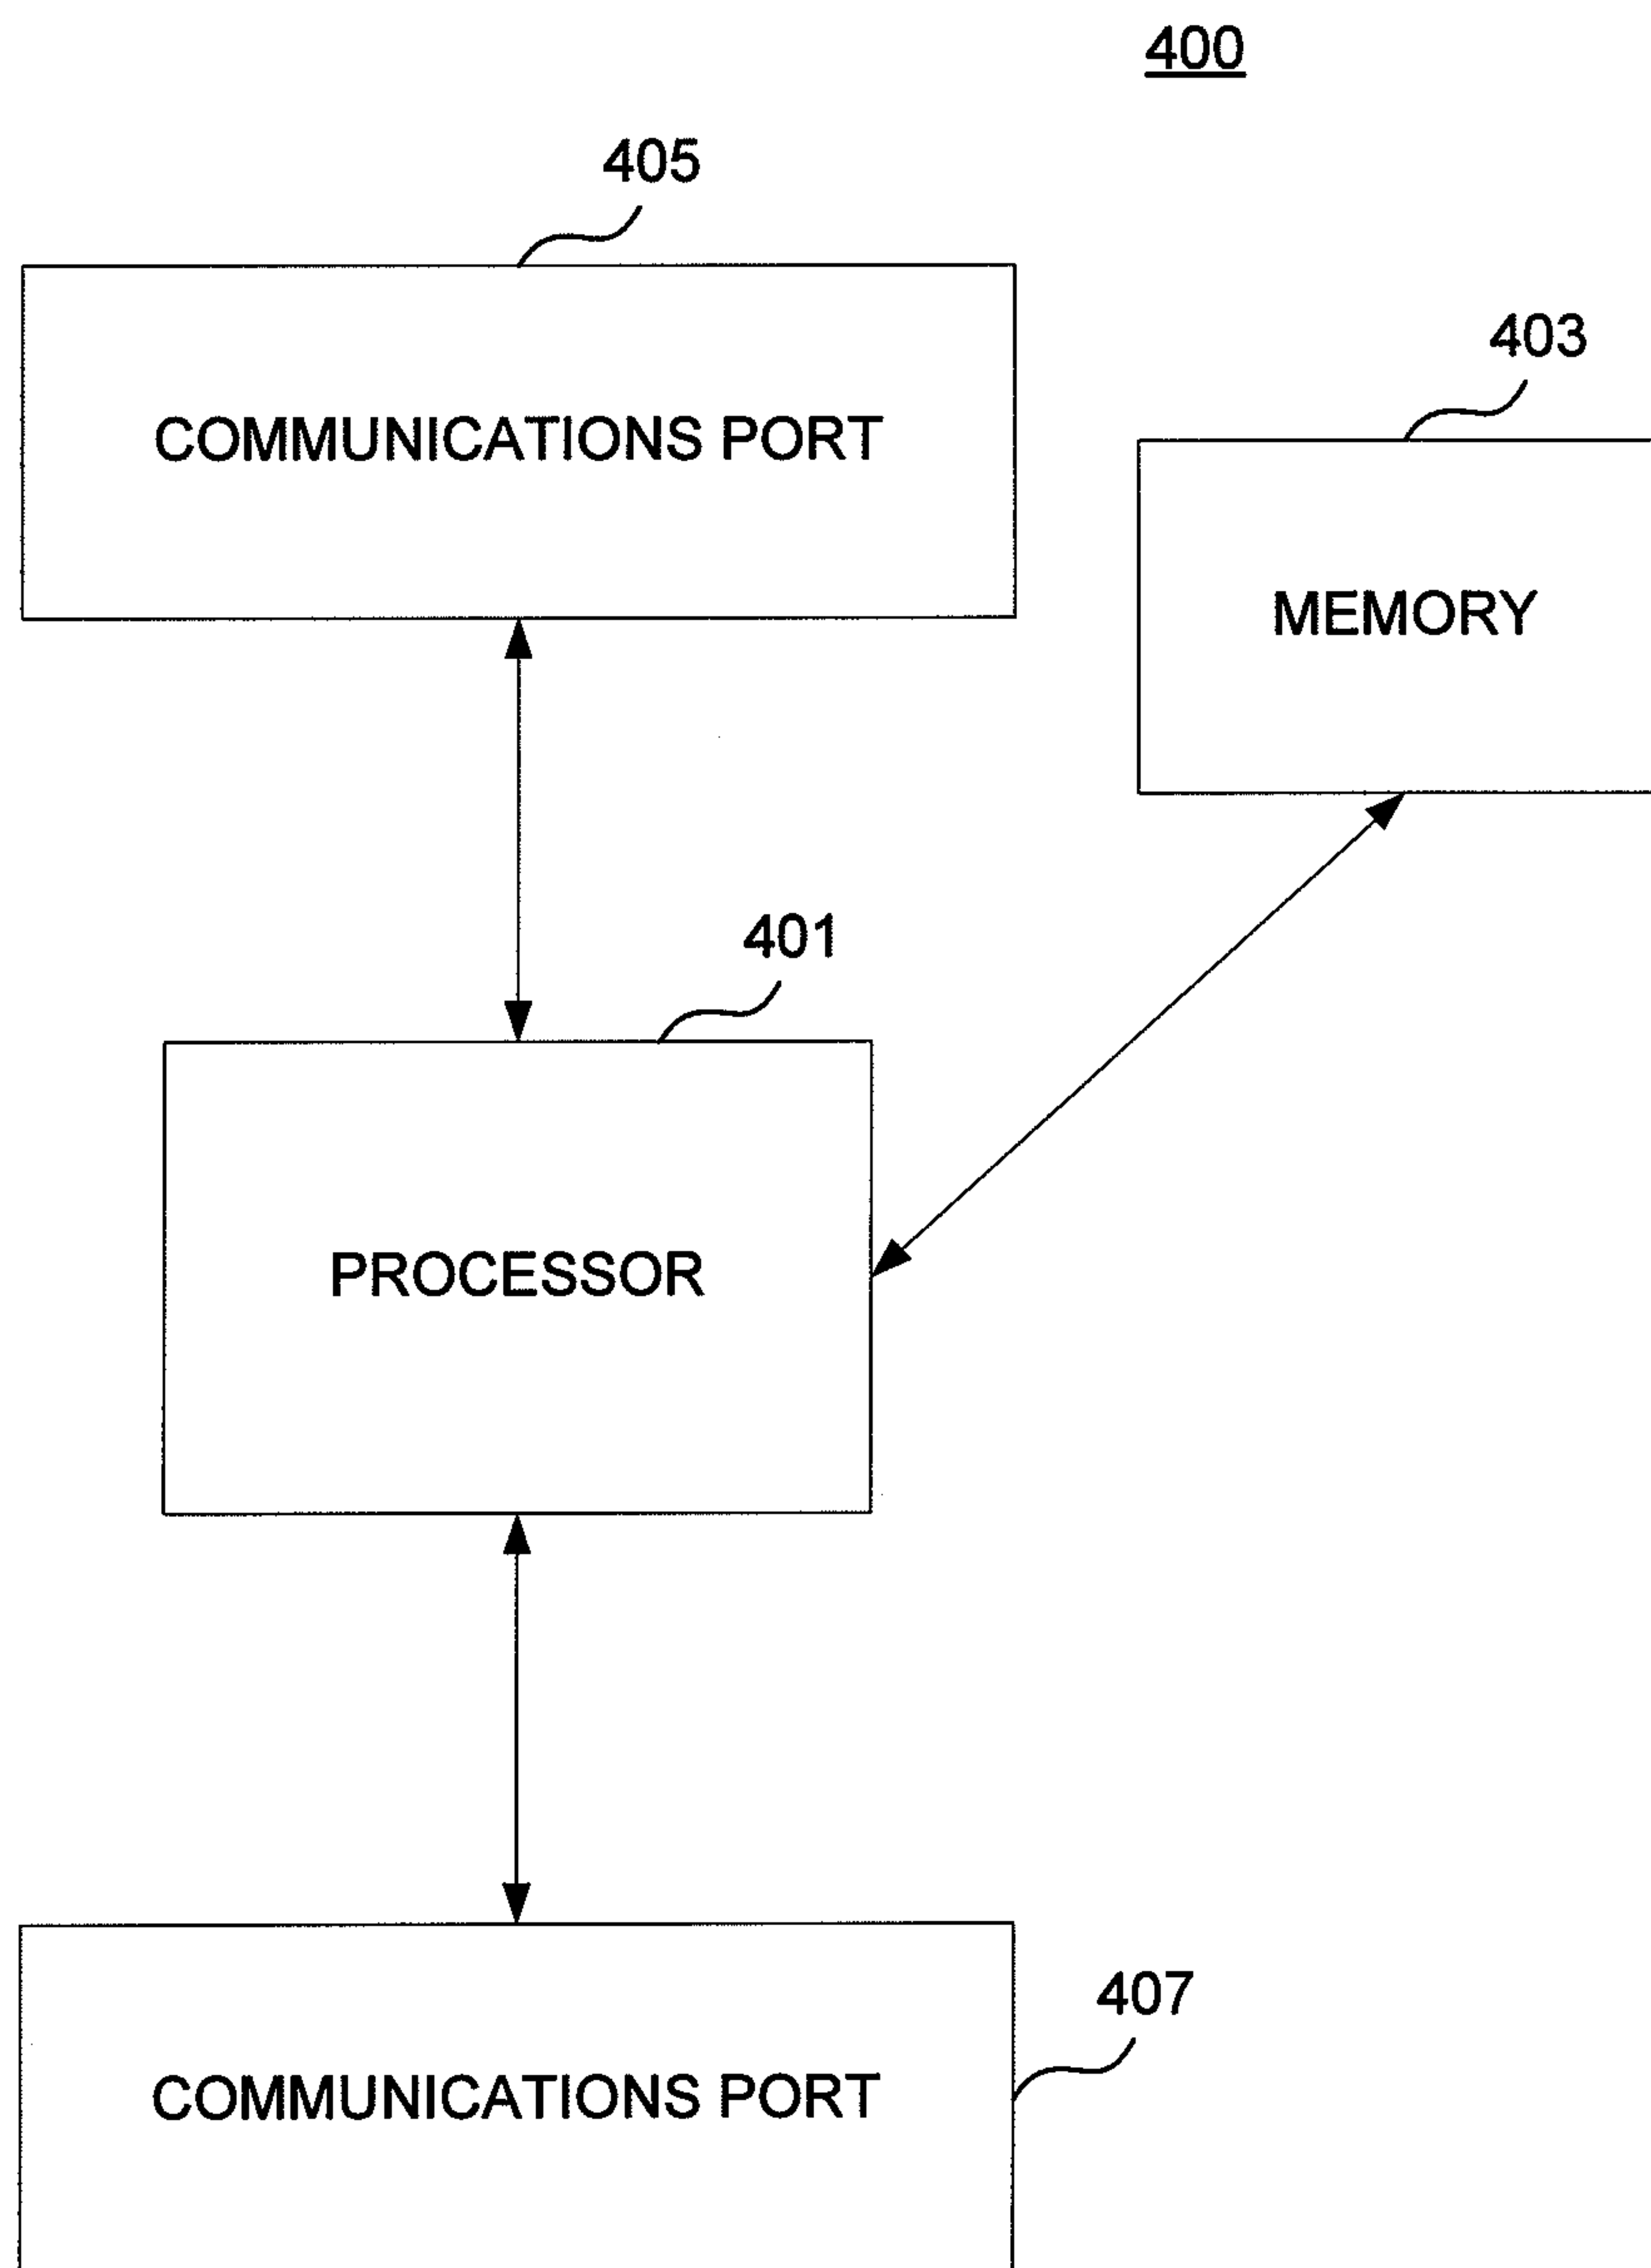 400
405
COMMUNICATIONS PORT
403
MEMORY
401
PROCESSOR
407
COMMUNICATIONS PORT